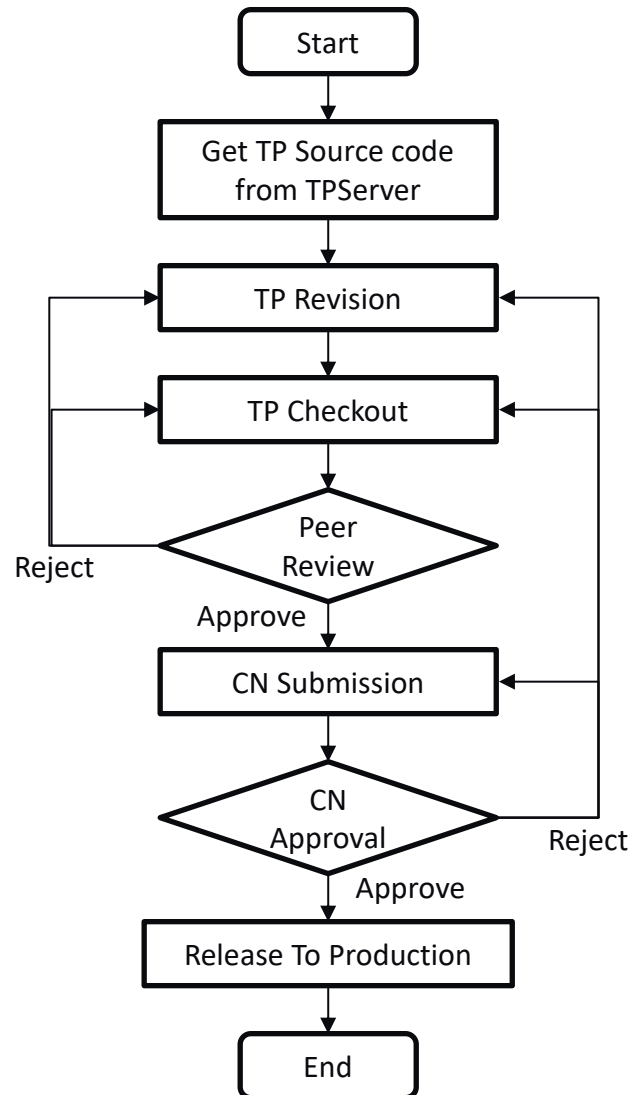 Start
Get TP Source code
from TPServer
TP Revision
TP Checkout
Peer
Review
Reject
Approve
CN Submission
CN
Approval
Reject
Approve
Release To Production
End